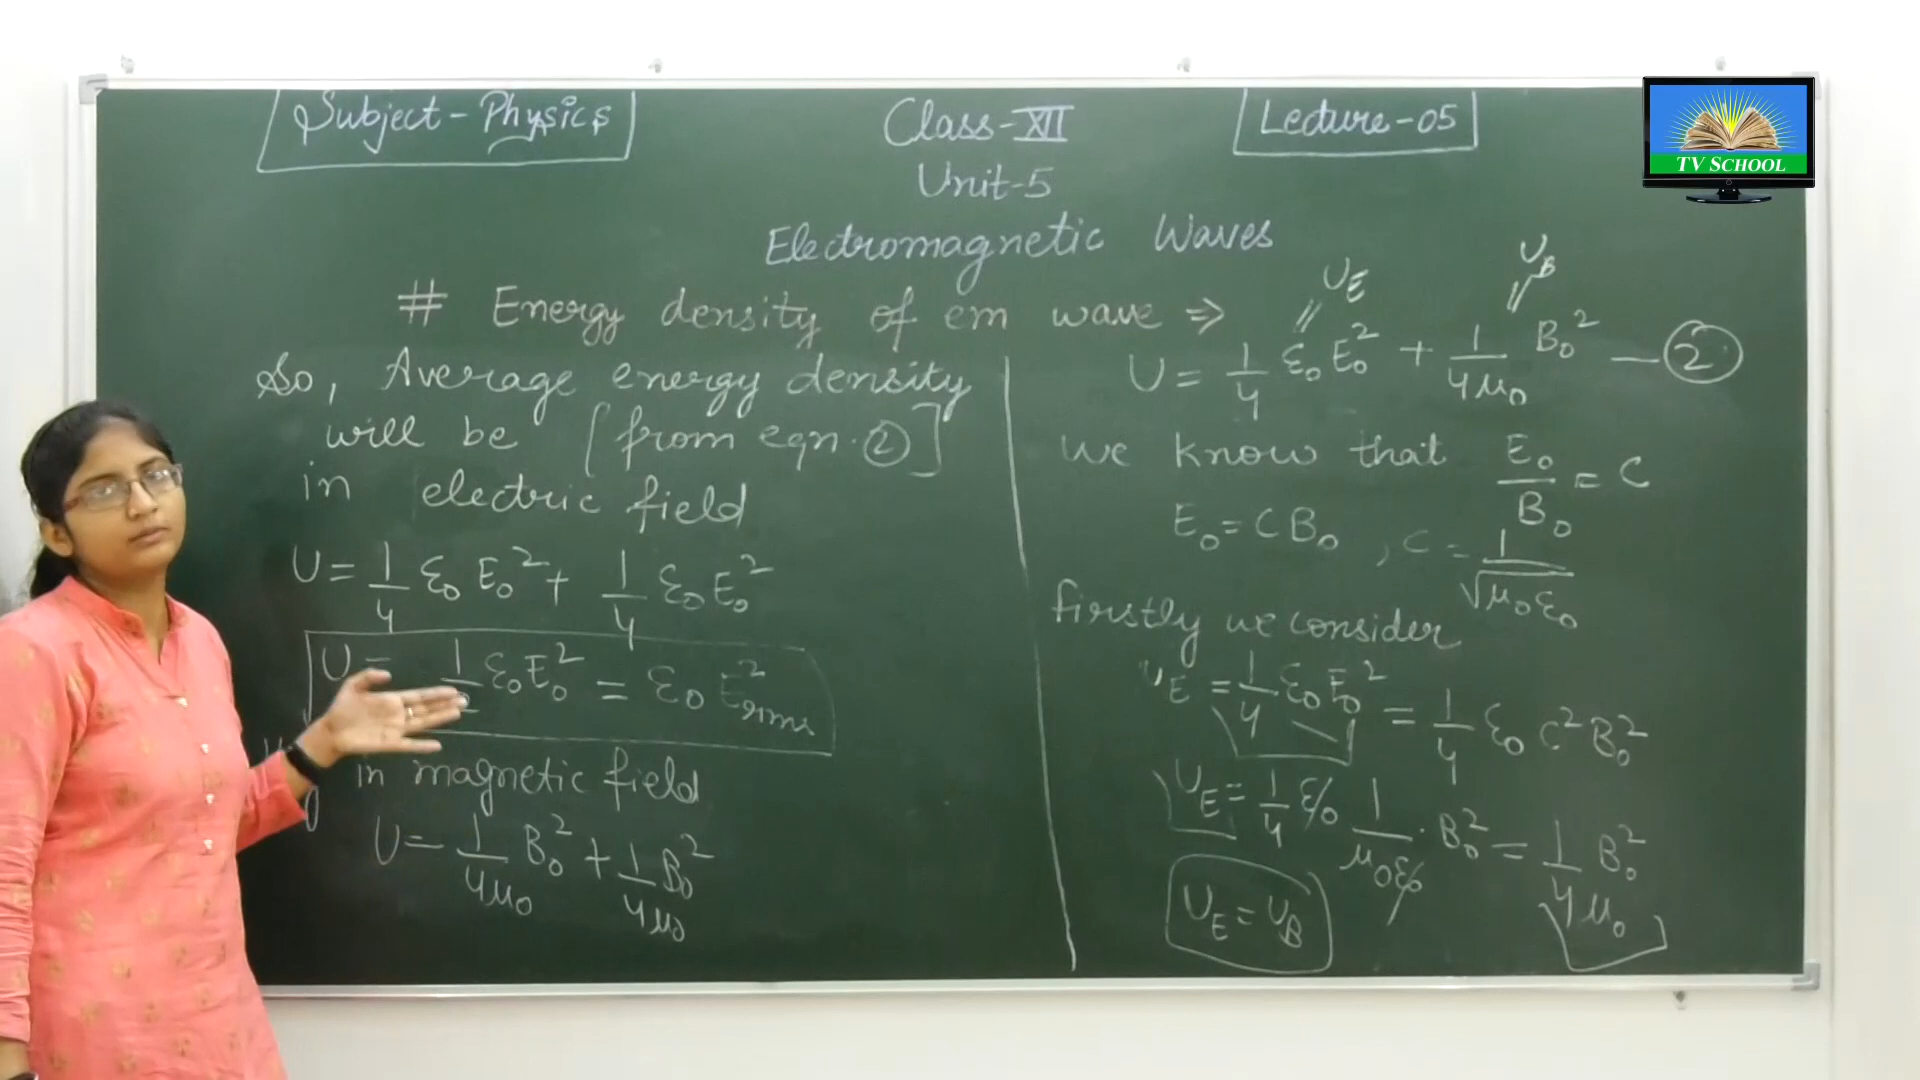 Subject - Physics
Class - XII
Lecture - 05
TV SCHOOL
Unit-5
Electromagnetic Waves
# Energy density of em wave ⇒
So, Average energy density
will be [from eqn. ②]
in electric field
U = 1/4 ε₀ E₀² + 1/4 ε₀ E₀²
U = 1/2 ε₀ E₀² = ε₀ E²rms
in magnetic field
U = 1/4μ₀ B₀² + 1/4μ₀ B₀²
U_E U_B
U = 1/4 ε₀ E₀² + 1/4μ₀ B₀² — ②
we know that E₀/B₀ = C
E₀ = C B₀ , C = 1/√μ₀ε₀
firstly we consider
U_E = 1/4 ε₀ E₀² = 1/4 ε₀ C² B₀²
U_E = 1/4 ε₀ 1/μ₀ε₀ · B₀² = 1/4μ₀ B₀²
U_E = U_B